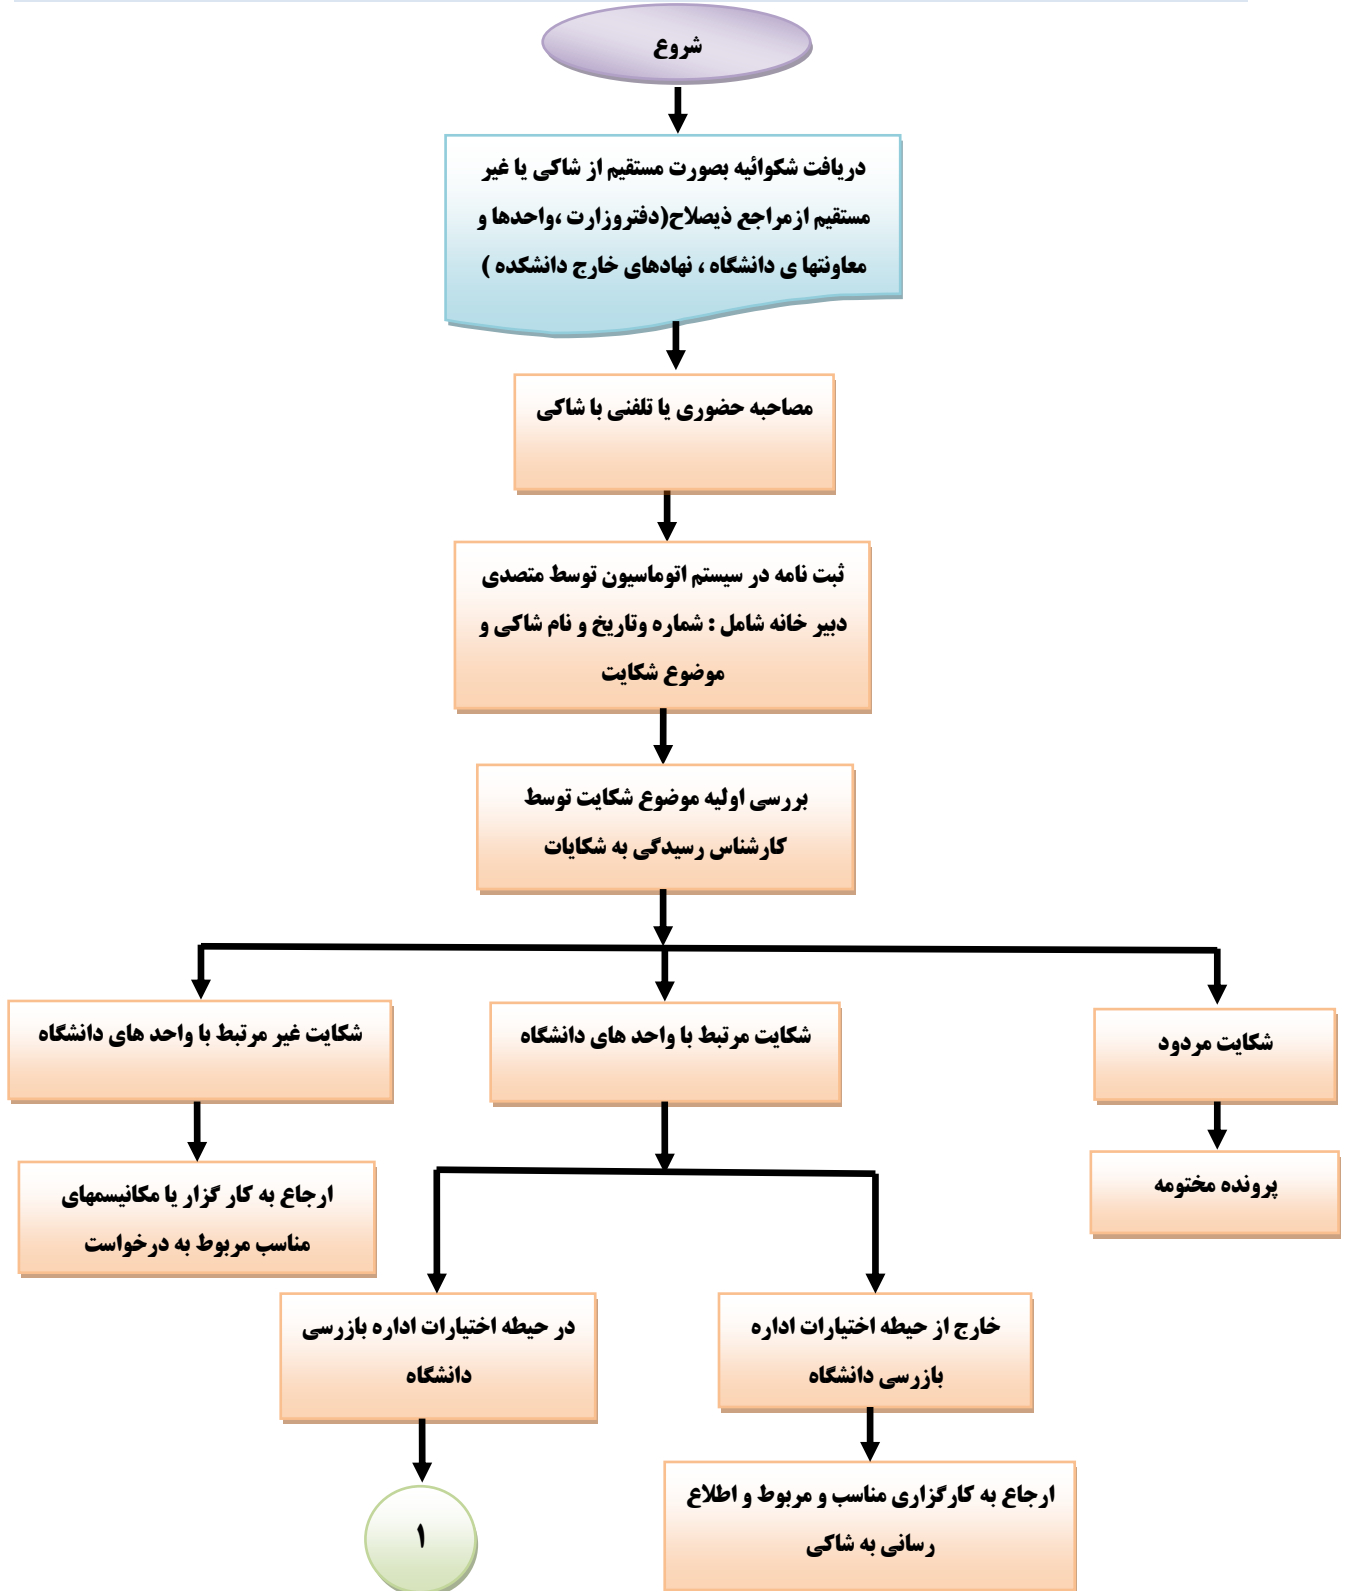 شروع
دریافت شکوائیه بصورت مستقیم از شاکی یا غیر
مستقیم ازمراجع ذیصلاح(دفتروزارت ،واحدها و
معاونتها ی دانشگاه ، نهادهای خارج دانشکده )
مصاحبه حضوری یا تلفنی با شاکی
ثبت نامه در سیستم اتوماسیون توسط متصدی
دبیر خانه شامل : شماره وتاریخ و نام شاکی و
موضوع شکایت
بررسی اولیه موضوع شکایت توسط
کارشناس رسیدگی به شکایات
شکایت مردود
شکایت مرتبط با واحد های دانشگاه
شکایت غیر مرتبط با واحد های دانشگاه
پرونده مختومه
ارجاع به کار گزار یا مکانیسمهای
مناسب مربوط به درخواست
خارج از حیطه اختیارات اداره
بازرسی دانشگاه
در حیطه اختیارات اداره بازرسی
دانشگاه
ارجاع به کارگزاری مناسب و مربوط و اطلاع
رسانی به شاکی
۱